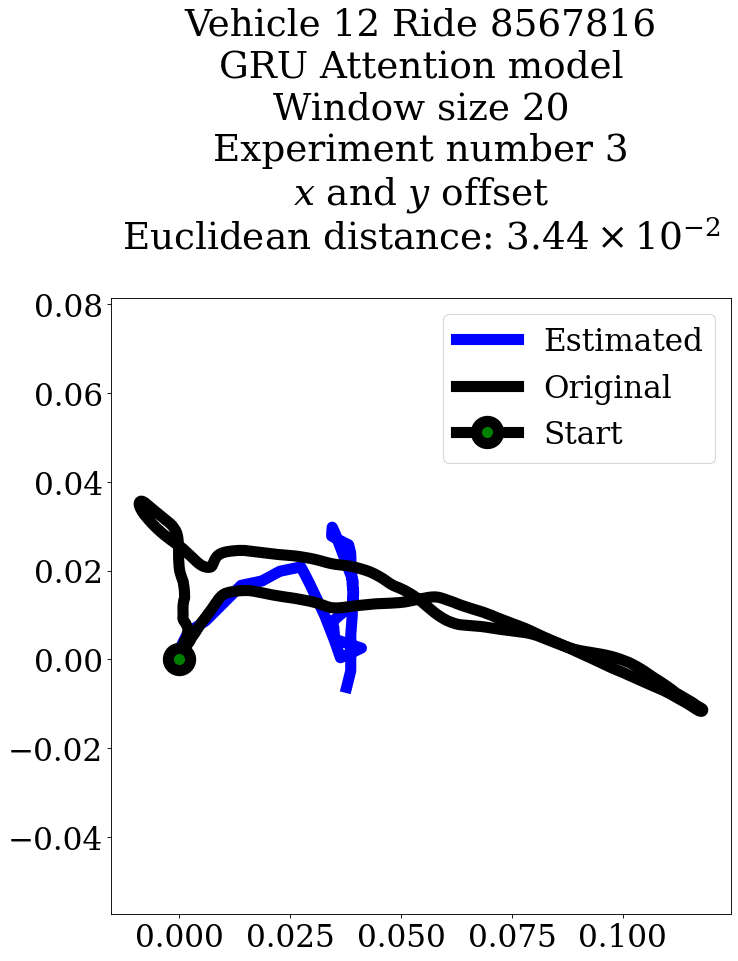 Vehicle 12 Ride 8567816
GRU Attention model
Window size 20
Experiment number 3
x and y offset
Euclidean distance: 3.44 × 10⁻²
0.08
0.06
0.04
0.02
0.00
−0.02
−0.04
Estimated
Original
Start
0.000 0.025 0.050 0.075 0.100